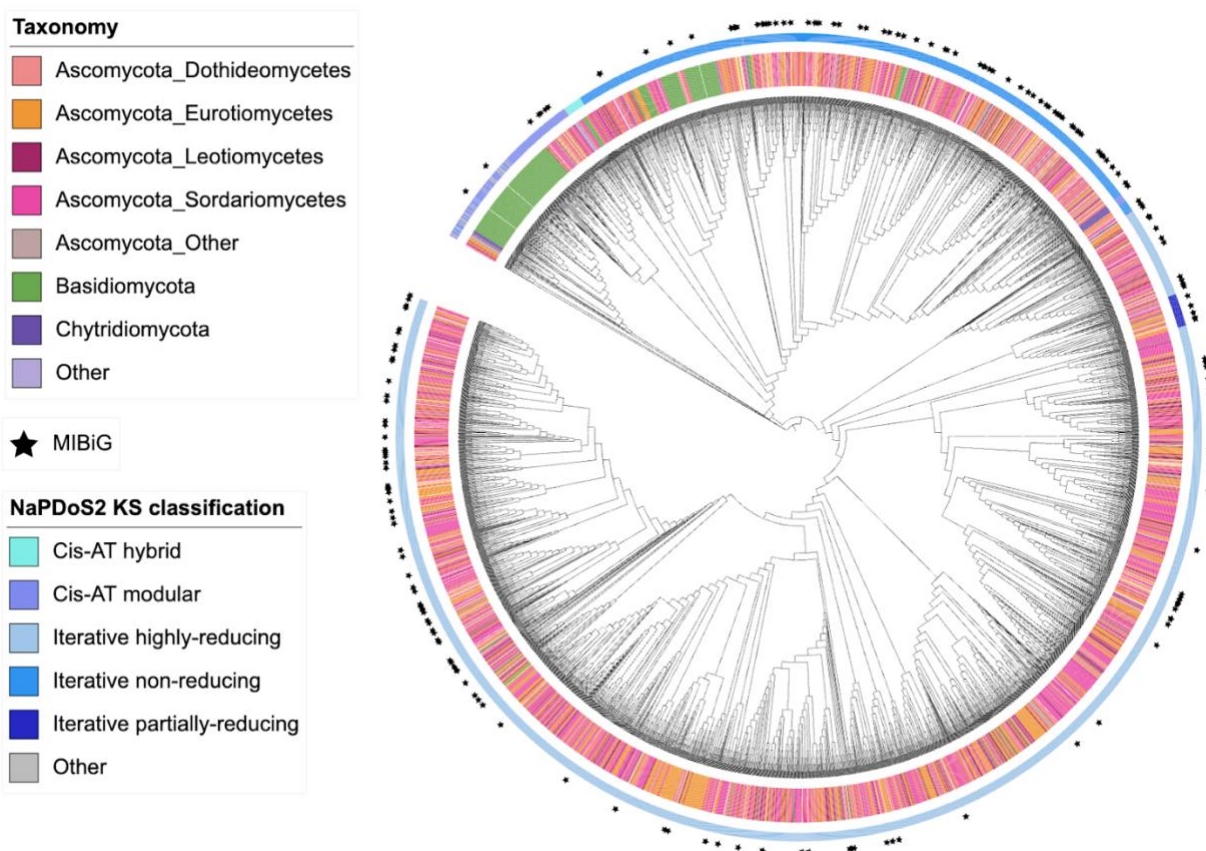 Taxonomy
Ascomycota_Dothideomycetes
Ascomycota_Eurotiomycetes
Ascomycota_Leotiomycetes
Ascomycota_Sordariomycetes
Ascomycota_Other
Basidiomycota
Chytridiomycota
Other
MIBiG
NaPDoS2 KS classification
Cis-AT hybrid
Cis-AT modular
Iterative highly-reducing
Iterative non-reducing
Iterative partially-reducing
Other